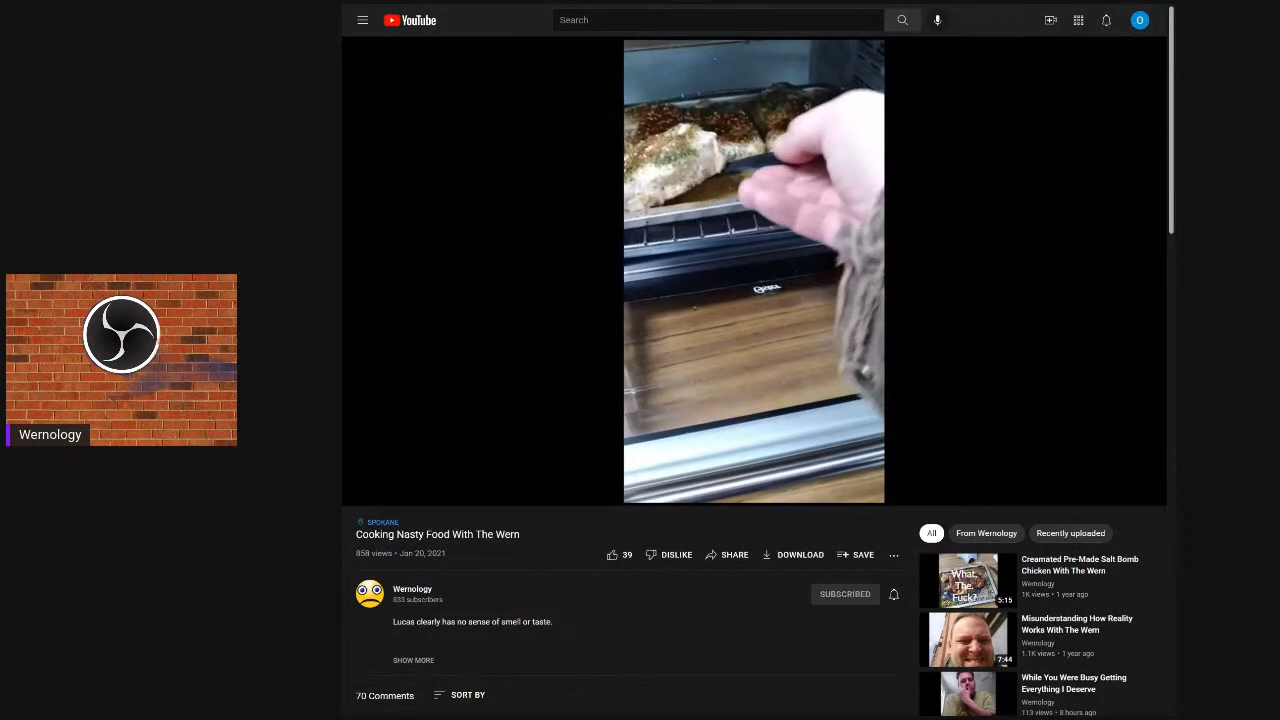 YouTube
Search
O
Oster
Wernology
SPOKANE
Cooking Nasty Food With The Wern
858 views • Jan 20, 2021
39
DISLIKE
SHARE
DOWNLOAD
SAVE
Wernology
833 subscribers
SUBSCRIBED
Lucas clearly has no sense of smell or taste.
SHOW MORE
70 Comments
SORT BY
All
From Wernology
Recently uploaded
What.
The.
Fuck?
5:15
Creamated Pre-Made Salt Bomb
Chicken With The Wern
Wernology
1K views • 1 year ago
7:44
Misunderstanding How Reality
Works With The Wern
Wernology
1.1K views • 1 year ago
While You Were Busy Getting
Everything I Deserve
Wernology
113 views • 8 hours ago